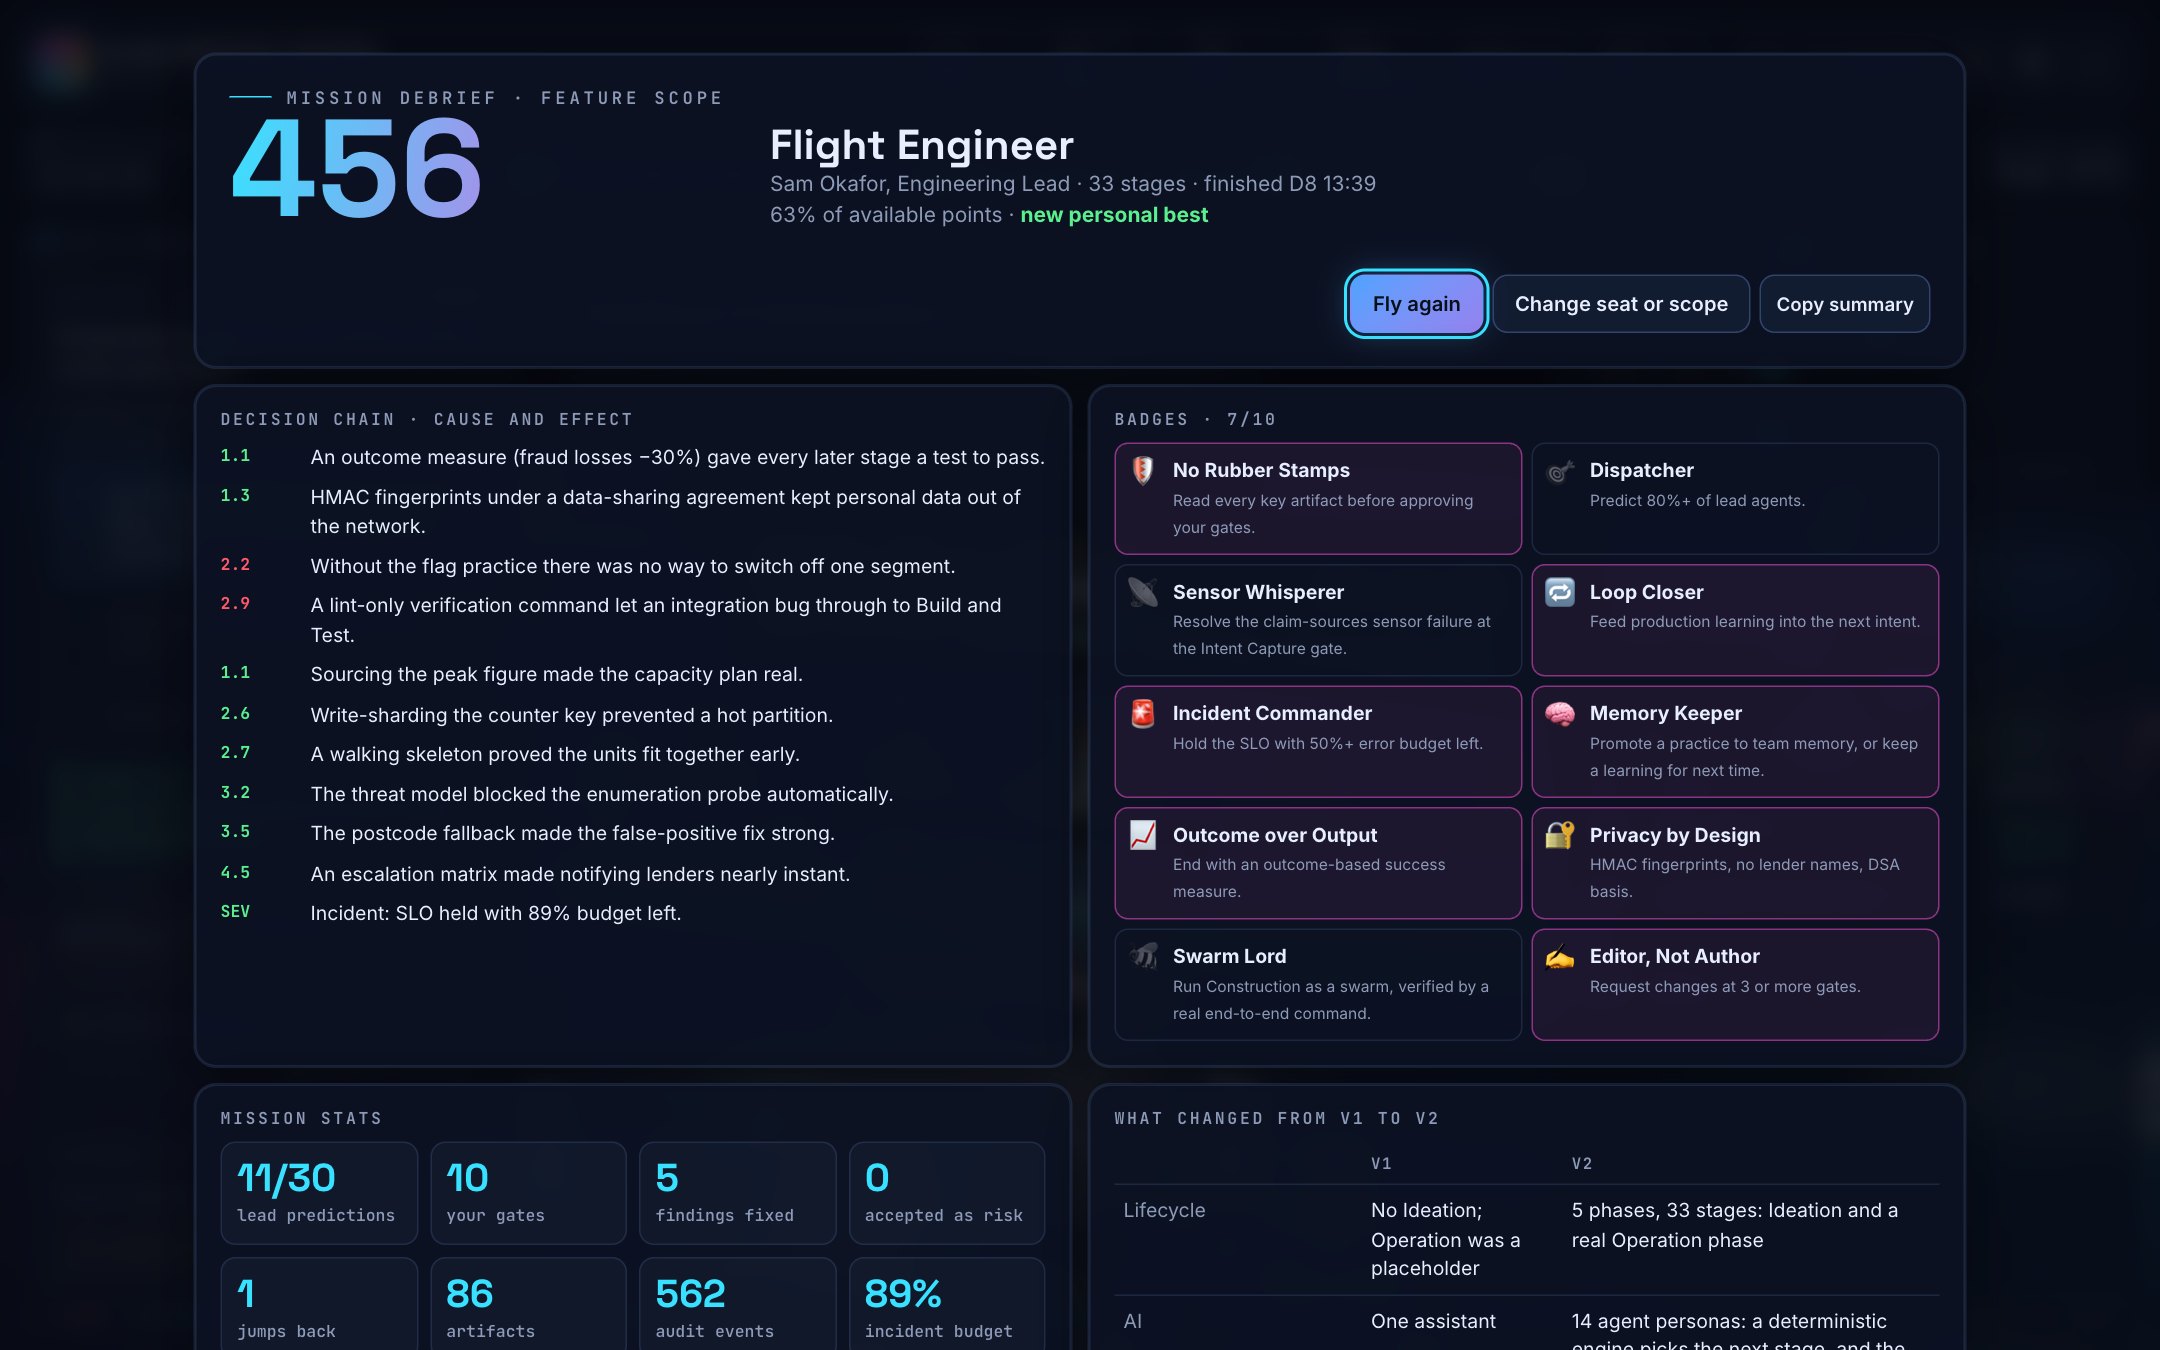 MISSION DEBRIEF · FEATURE SCOPE
456
Flight Engineer
Sam Okafor, Engineering Lead · 33 stages · finished D8 13:39
63% of available points · new personal best
Fly again
Change seat or scope
Copy summary
DECISION CHAIN · CAUSE AND EFFECT
1.1 An outcome measure (fraud losses −30%) gave every later stage a test to pass.
1.3 HMAC fingerprints under a data-sharing agreement kept personal data out of
the network.
2.2 Without the flag practice there was no way to switch off one segment.
2.9 A lint-only verification command let an integration bug through to Build and
Test.
1.1 Sourcing the peak figure made the capacity plan real.
2.6 Write-sharding the counter key prevented a hot partition.
2.7 A walking skeleton proved the units fit together early.
3.2 The threat model blocked the enumeration probe automatically.
3.5 The postcode fallback made the false-positive fix strong.
4.5 An escalation matrix made notifying lenders nearly instant.
SEV Incident: SLO held with 89% budget left.
BADGES · 7/10
No Rubber Stamps
Read every key artifact before approving
your gates.
Dispatcher
Predict 80%+ of lead agents.
Sensor Whisperer
Resolve the claim-sources sensor failure at
the Intent Capture gate.
Loop Closer
Feed production learning into the next intent.
Incident Commander
Hold the SLO with 50%+ error budget left.
Memory Keeper
Promote a practice to team memory, or keep
a learning for next time.
Outcome over Output
End with an outcome-based success
measure.
Privacy by Design
HMAC fingerprints, no lender names, DSA
basis.
Swarm Lord
Run Construction as a swarm, verified by a
real end-to-end command.
Editor, Not Author
Request changes at 3 or more gates.
MISSION STATS
11/30
lead predictions
10
your gates
5
findings fixed
0
accepted as risk
1
jumps back
86
artifacts
562
audit events
89%
incident budget
WHAT CHANGED FROM V1 TO V2
V1 V2
Lifecycle
No Ideation;
Operation was a
placeholder
5 phases, 33 stages: Ideation and a
real Operation phase
AI
One assistant
14 agent personas: a deterministic
engine picks the next stage, and the